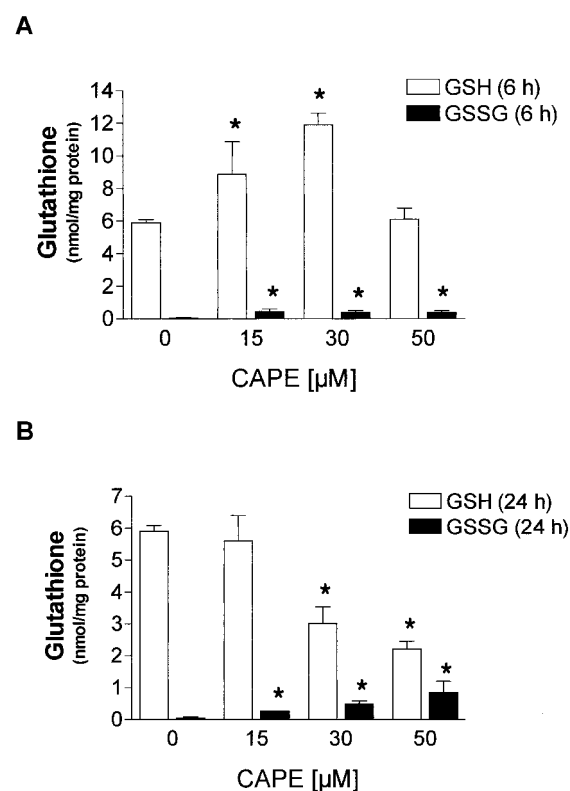 A
GSH (6 h)
GSSG (6 h)
Glutathione
(nmol/mg protein)
14
12
10
8
6
4
2
0
* * * * *
0 15 30 50
CAPE [µM]
B
GSH (24 h)
GSSG (24 h)
Glutathione
(nmol/mg protein)
7
6
5
4
3
2
1
0
* * * * *
0 15 30 50
CAPE [µM]